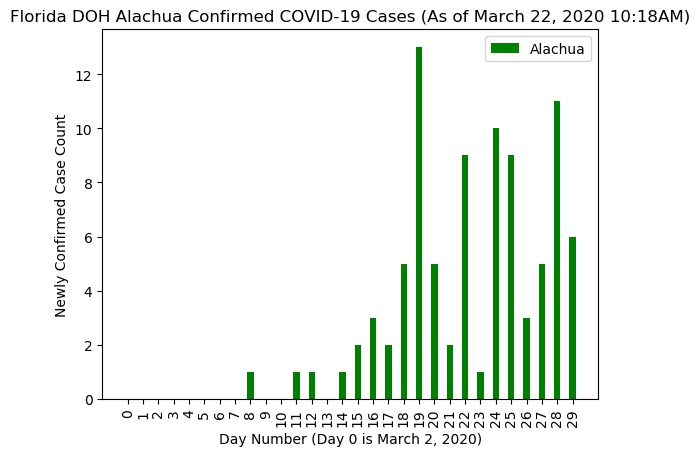 Florida DOH Alachua Confirmed COVID-19 Cases (As of March 22, 2020 10:18AM)
Alachua
Newly Confirmed Case Count
12
10
8
6
4
2
0
0 1 2 3 4 5 6 7 8 9 10 11 12 13 14 15 16 17 18 19 20 21 22 23 24 25 26 27 28 29
Day Number (Day 0 is March 2, 2020)